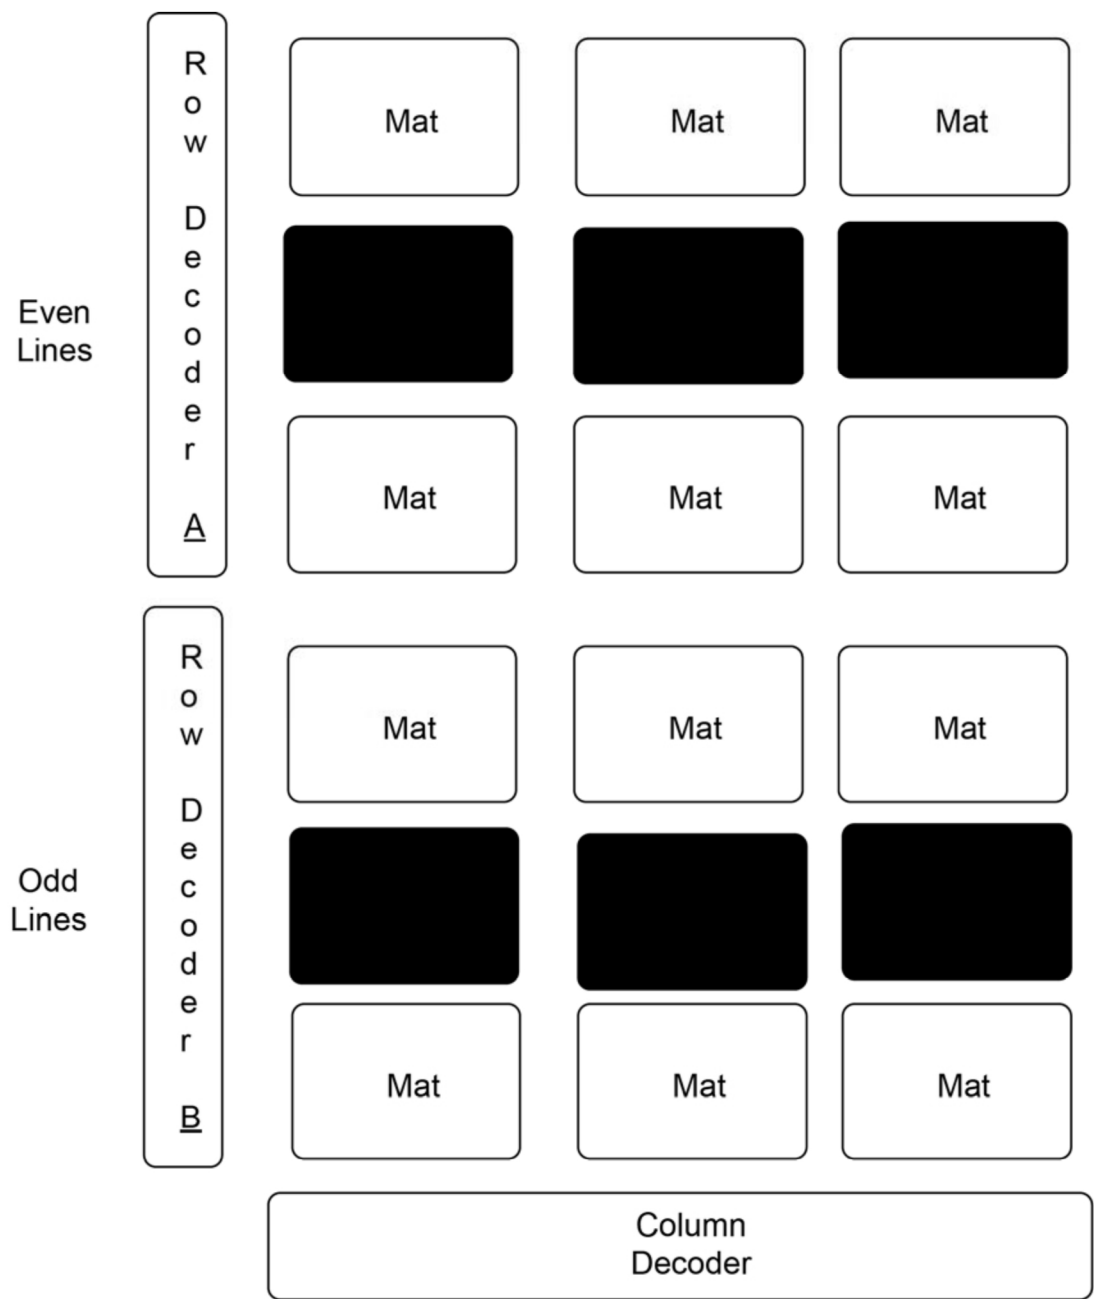 Row Decoder A
Mat Mat Mat
Even
Lines
Mat Mat Mat
Row Decoder B
Mat Mat Mat
Odd
Lines
Mat Mat Mat
Column
Decoder